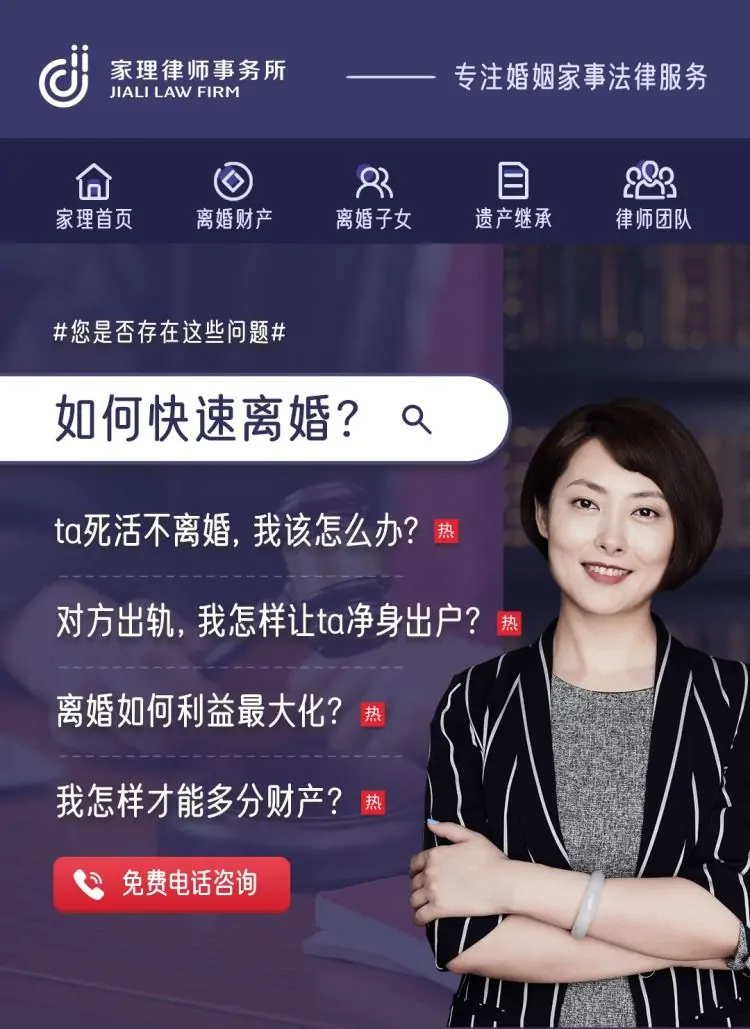 家理律师事务所
JIALI LAW FIRM
专注婚姻家事法律服务
家理首页
离婚财产
离婚子女
遗产继承
律师团队
#您是否存在这些问题#
如何快速离婚?
ta死活不离婚,我该怎么办? 热
对方出轨,我怎样让ta净身出户? 热
离婚如何利益最大化? 热
我怎样才能多分财产? 热
免费电话咨询